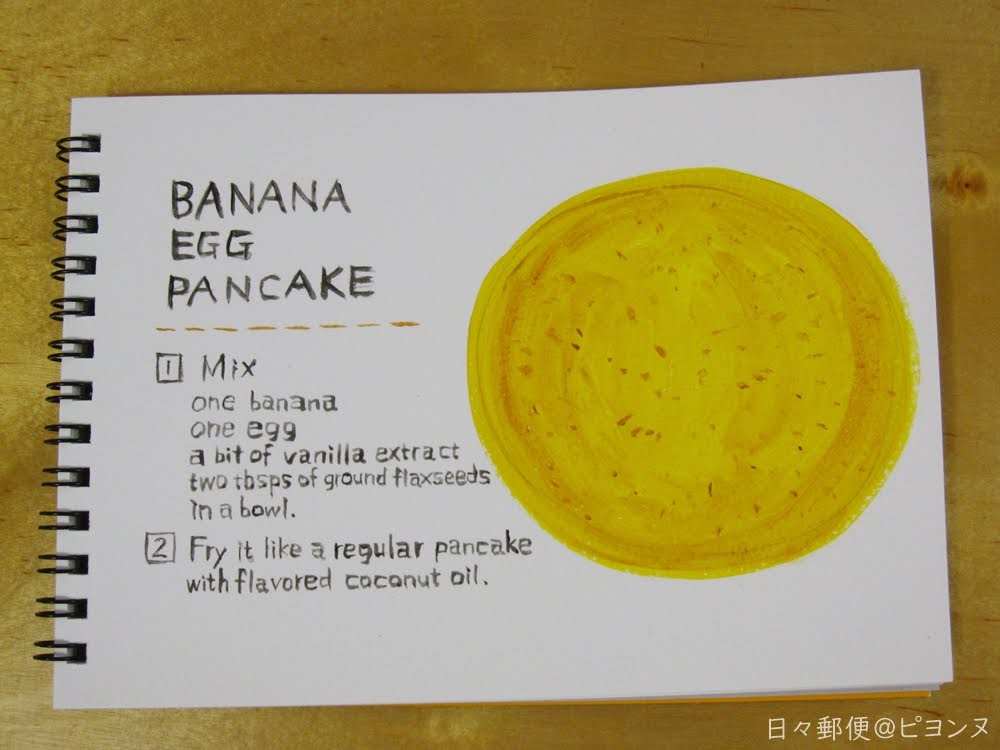 BANANA
EGG
PANCAKE
1 Mix
one banana
one egg
a bit of vanilla extract
two tbsps of ground flaxseeds
in a bowl.
2 Fry it like a regular pancake
with flavored coconut oil.
日々郵便@ピヨンヌ